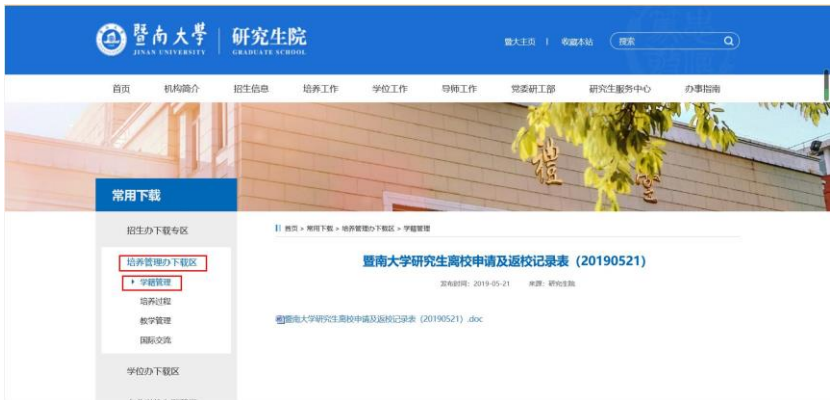 暨南大学 研究生院
JINAN UNIVERSITY GRADUATE SCHOOL
暨大主页 | 收藏本站 搜索
首页 机构简介 招生信息 培养工作 学位工作 导师工作 党委研工部 研究生服务中心 办事指南
禮堂
常用下载
招生办下载专区
首页 » 常用下载 » 培养管理办下载区 » 学籍管理
培养管理办下载区
学籍管理
培养过程
教学管理
国际交流
学位办下载区
暨南大学研究生离校申请及返校记录表（20190521）
发布时间：2019-05-21 来源：研究生院
暨南大学研究生离校申请及返校记录表（20190521）.doc